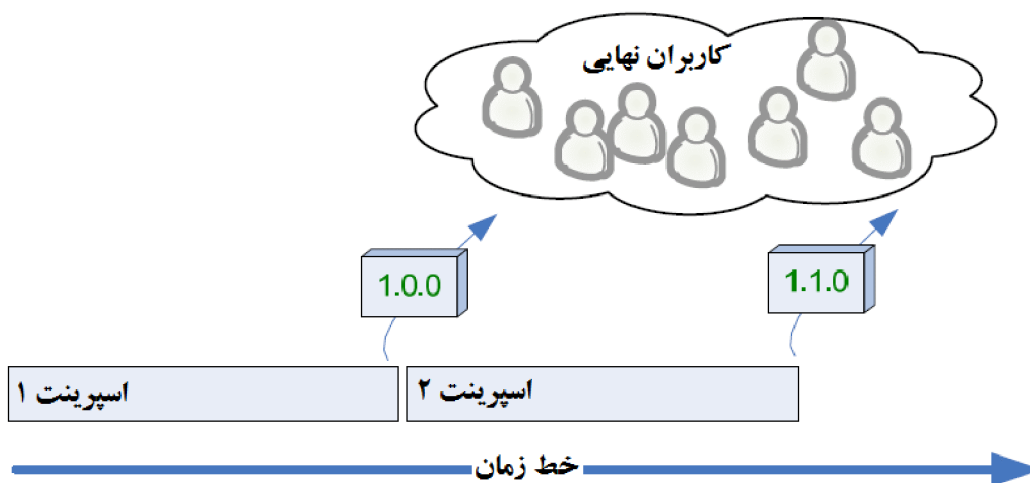 کاربران نهایی
1.0.0
1.1.0
اسپرینت ۱
اسپرینت ۲
خط زمان